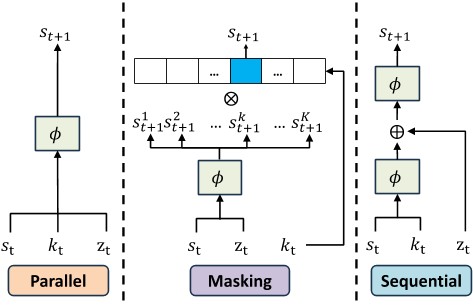 s_{t+1}
ϕ
s_t k_t z_t
Parallel
s_{t+1}
... ...
⊗
s^1_{t+1} s^2_{t+1} ... s^k_{t+1} ... s^K_{t+1}
ϕ
s_t z_t k_t
Masking
s_{t+1}
ϕ
⊕
ϕ
s_t k_t z_t
Sequential